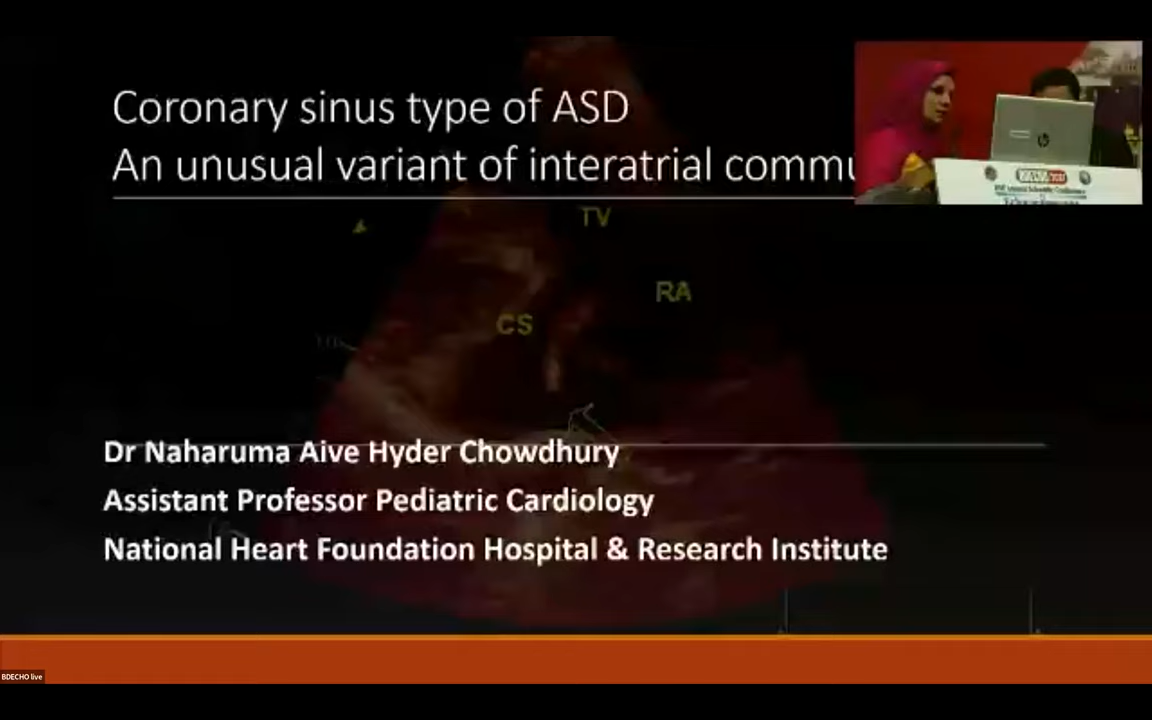 Coronary sinus type of ASD
An unusual variant of interatrial commu
TV
RA
CS
Dr Naharuma Aive Hyder Chowdhury
Assistant Professor Pediatric Cardiology
National Heart Foundation Hospital & Research Institute
BDECHO live